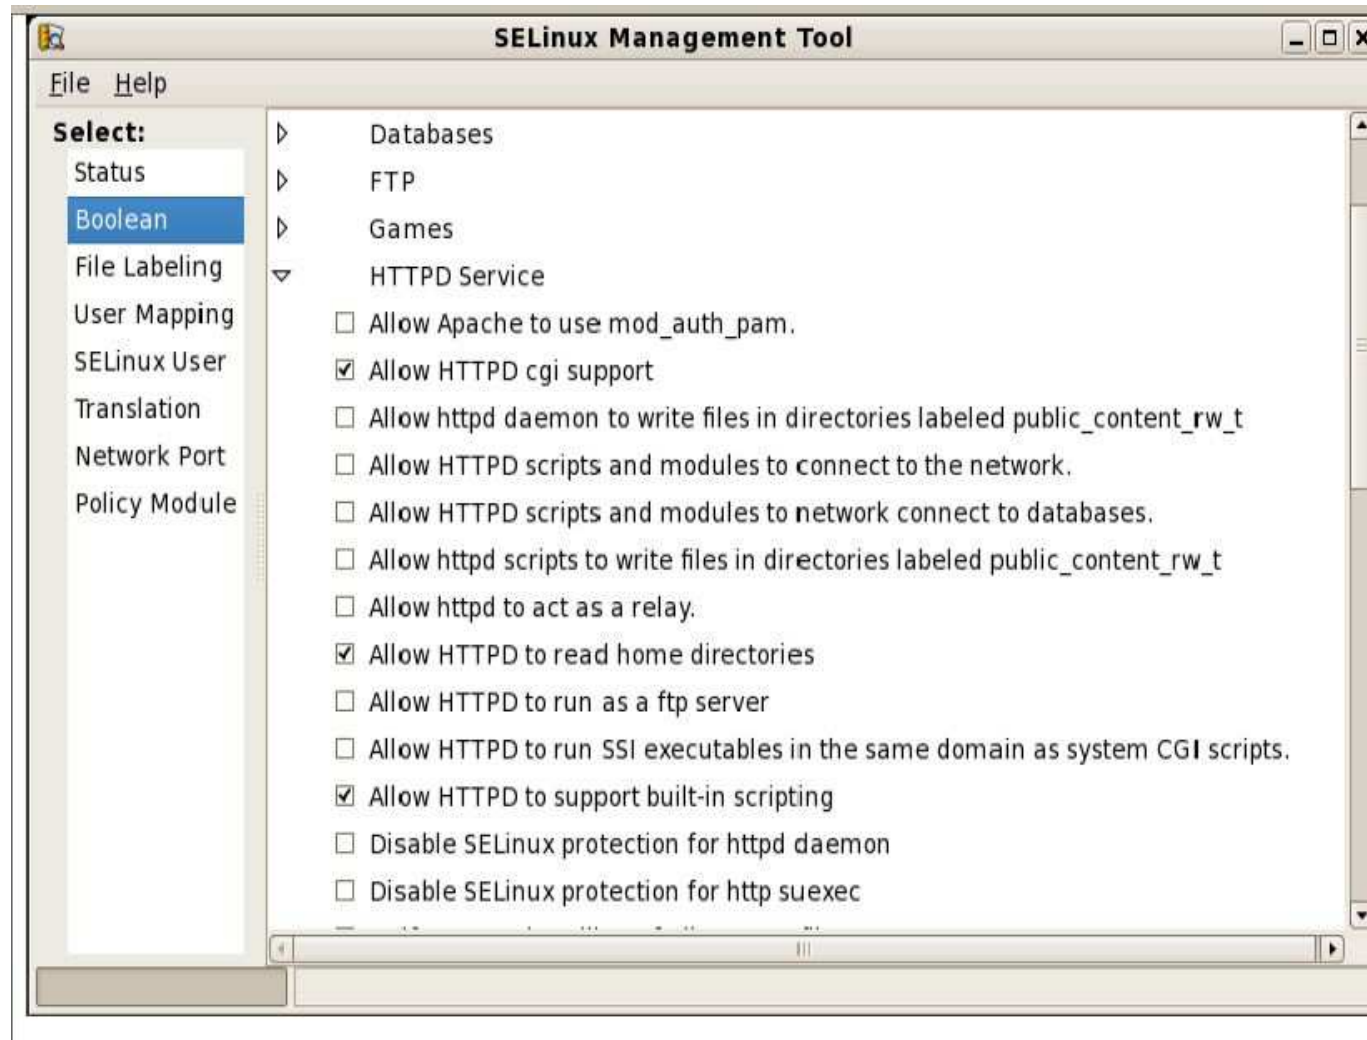 SELinux Management Tool
File Help
Select:
Status
Boolean
File Labeling
User Mapping
SELinux User
Translation
Network Port
Policy Module
Databases
FTP
Games
HTTPD Service
Allow Apache to use mod_auth_pam.
Allow HTTPD cgi support
Allow httpd daemon to write files in directories labeled public_content_rw_t
Allow HTTPD scripts and modules to connect to the network.
Allow HTTPD scripts and modules to network connect to databases.
Allow httpd scripts to write files in directories labeled public_content_rw_t
Allow httpd to act as a relay.
Allow HTTPD to read home directories
Allow HTTPD to run as a ftp server
Allow HTTPD to run SSI executables in the same domain as system CGI scripts.
Allow HTTPD to support built-in scripting
Disable SELinux protection for httpd daemon
Disable SELinux protection for http suexec